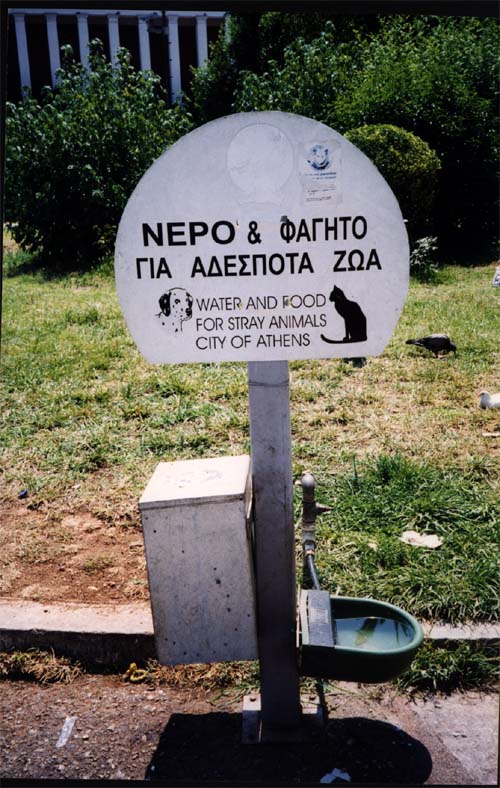 ΝΕΡΟ & ΦΑΓΗΤΟ
ΓΙΑ ΑΔΕΣΠΟΤΑ ΖΩΑ
WATER AND FOOD
FOR STRAY ANIMALS
CITY OF ATHENS